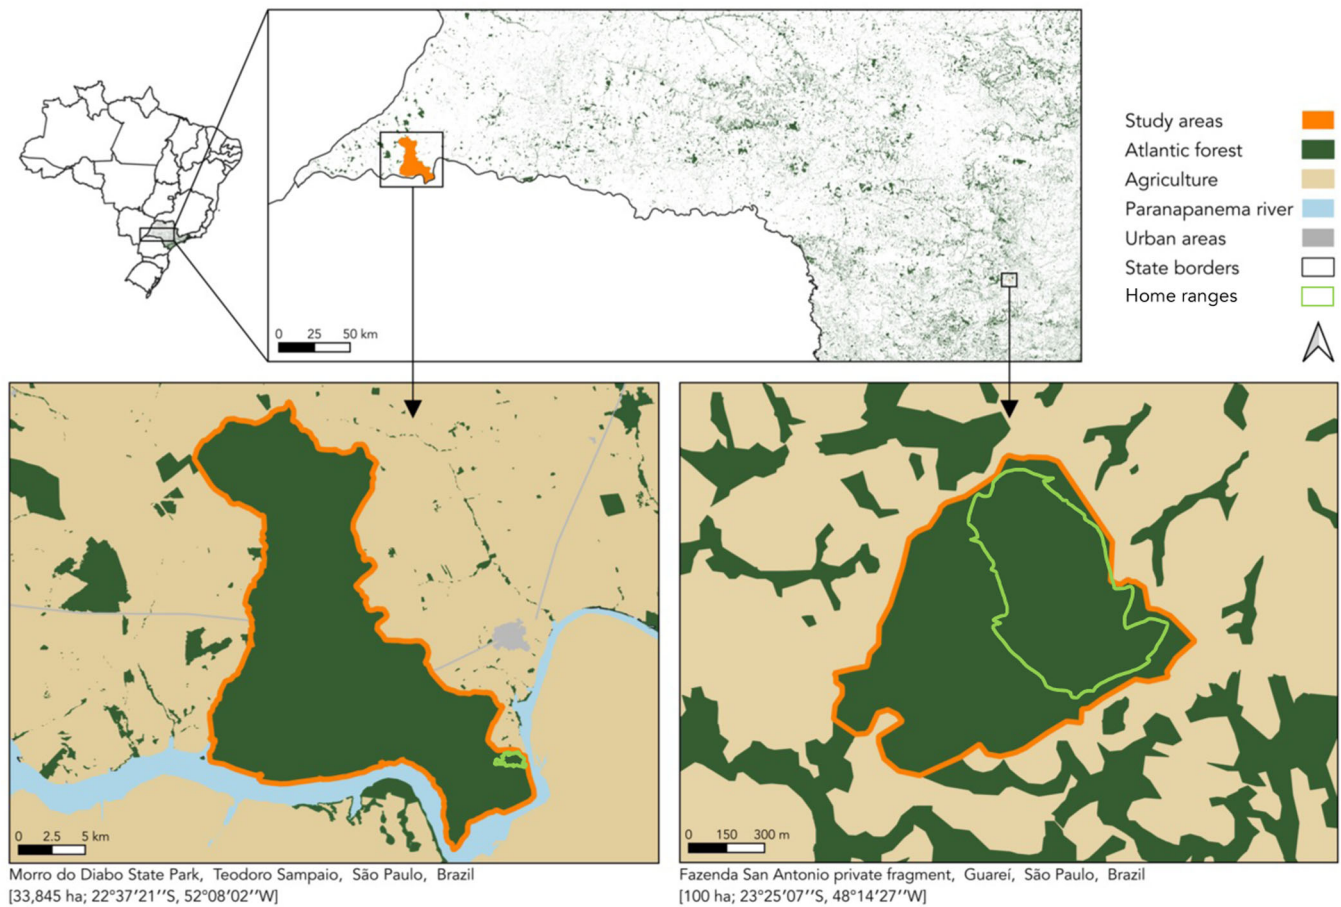 Study areas
Atlantic forest
Agriculture
Paranapanema river
Urban areas
State borders
Home ranges
0 25 50 km
0 2.5 5 km
0 150 300 m
Morro do Diabo State Park, Teodoro Sampaio, São Paulo, Brazil
[33,845 ha; 22°37′21′′S, 52°08′02′′W]
Fazenda San Antonio private fragment, Guareí, São Paulo, Brazil
[100 ha; 23°25′07′′S, 48°14′27′′W]